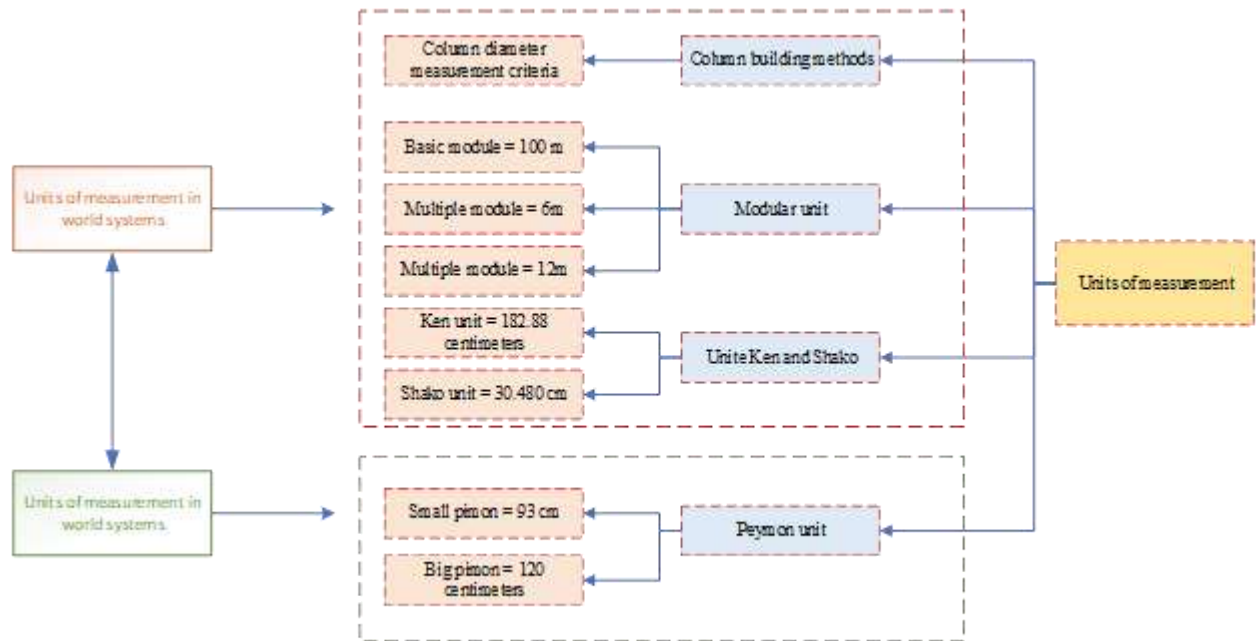 Column diameter
measurement criteria
Column building methods
Basic module = 100 m
Units of measurement in
world systems
Multiple module = 6m
Modular unit
Multiple module = 12m
Units of measurement
Ken unit = 182.88
centimeters
Unite Ken and Shako
Shako unit = 30.480 cm
Units of measurement in
world systems
Small pimon = 93 cm
Peymon unit
Big pimon = 120
centimeters